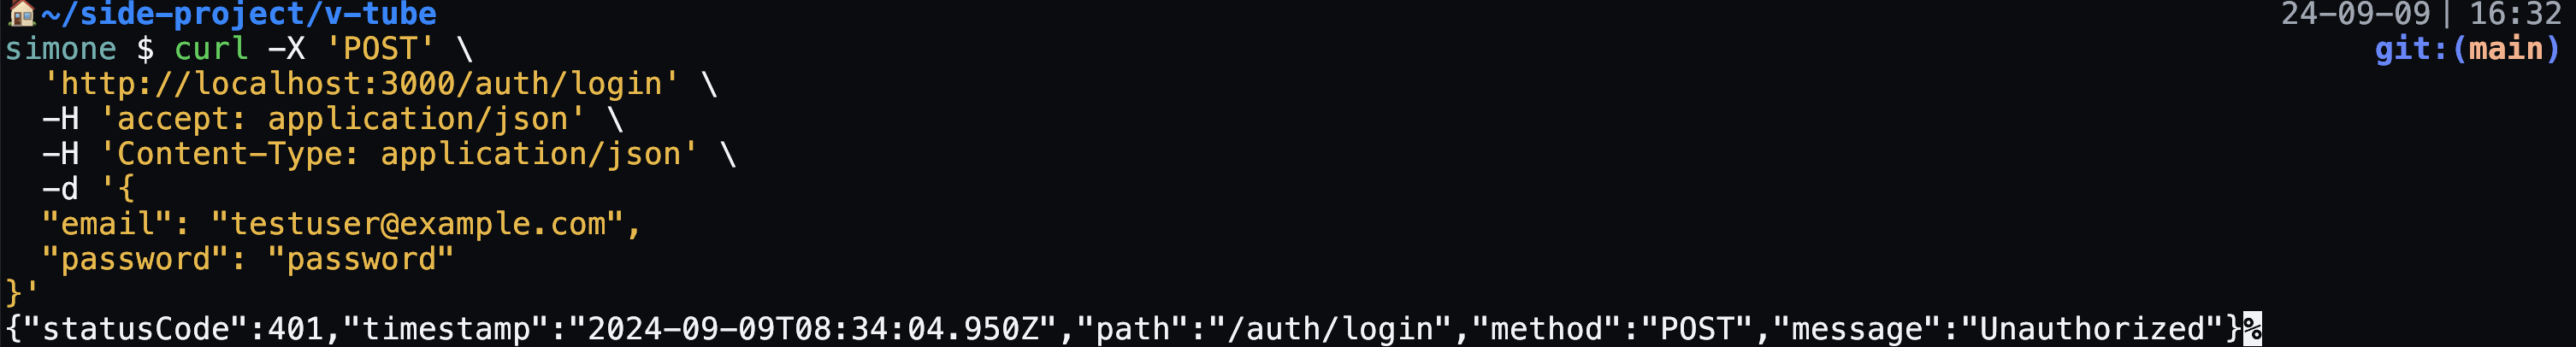 ~/side-project/v-tube 24-09-09| 16:32
simone $ curl -X 'POST' \ git:(main)
  'http://localhost:3000/auth/login' \
  -H 'accept: application/json' \
  -H 'Content-Type: application/json' \
  -d '{
  "email": "testuser@example.com",
  "password": "password"
}'
{"statusCode":401,"timestamp":"2024-09-09T08:34:04.950Z","path":"/auth/login","method":"POST","message":"Unauthorized"}%